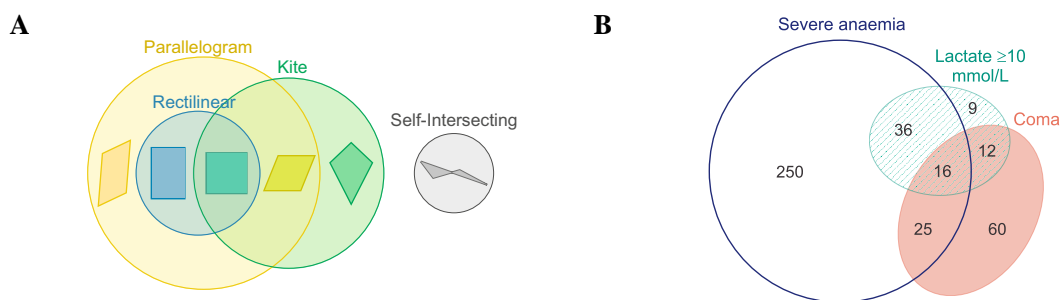 A
Parallelogram
Kite
Rectilinear
Self-Intersecting
B
Severe anaemia
Lactate ≥10
mmol/L
Coma
9
36
12
16
250
25
60